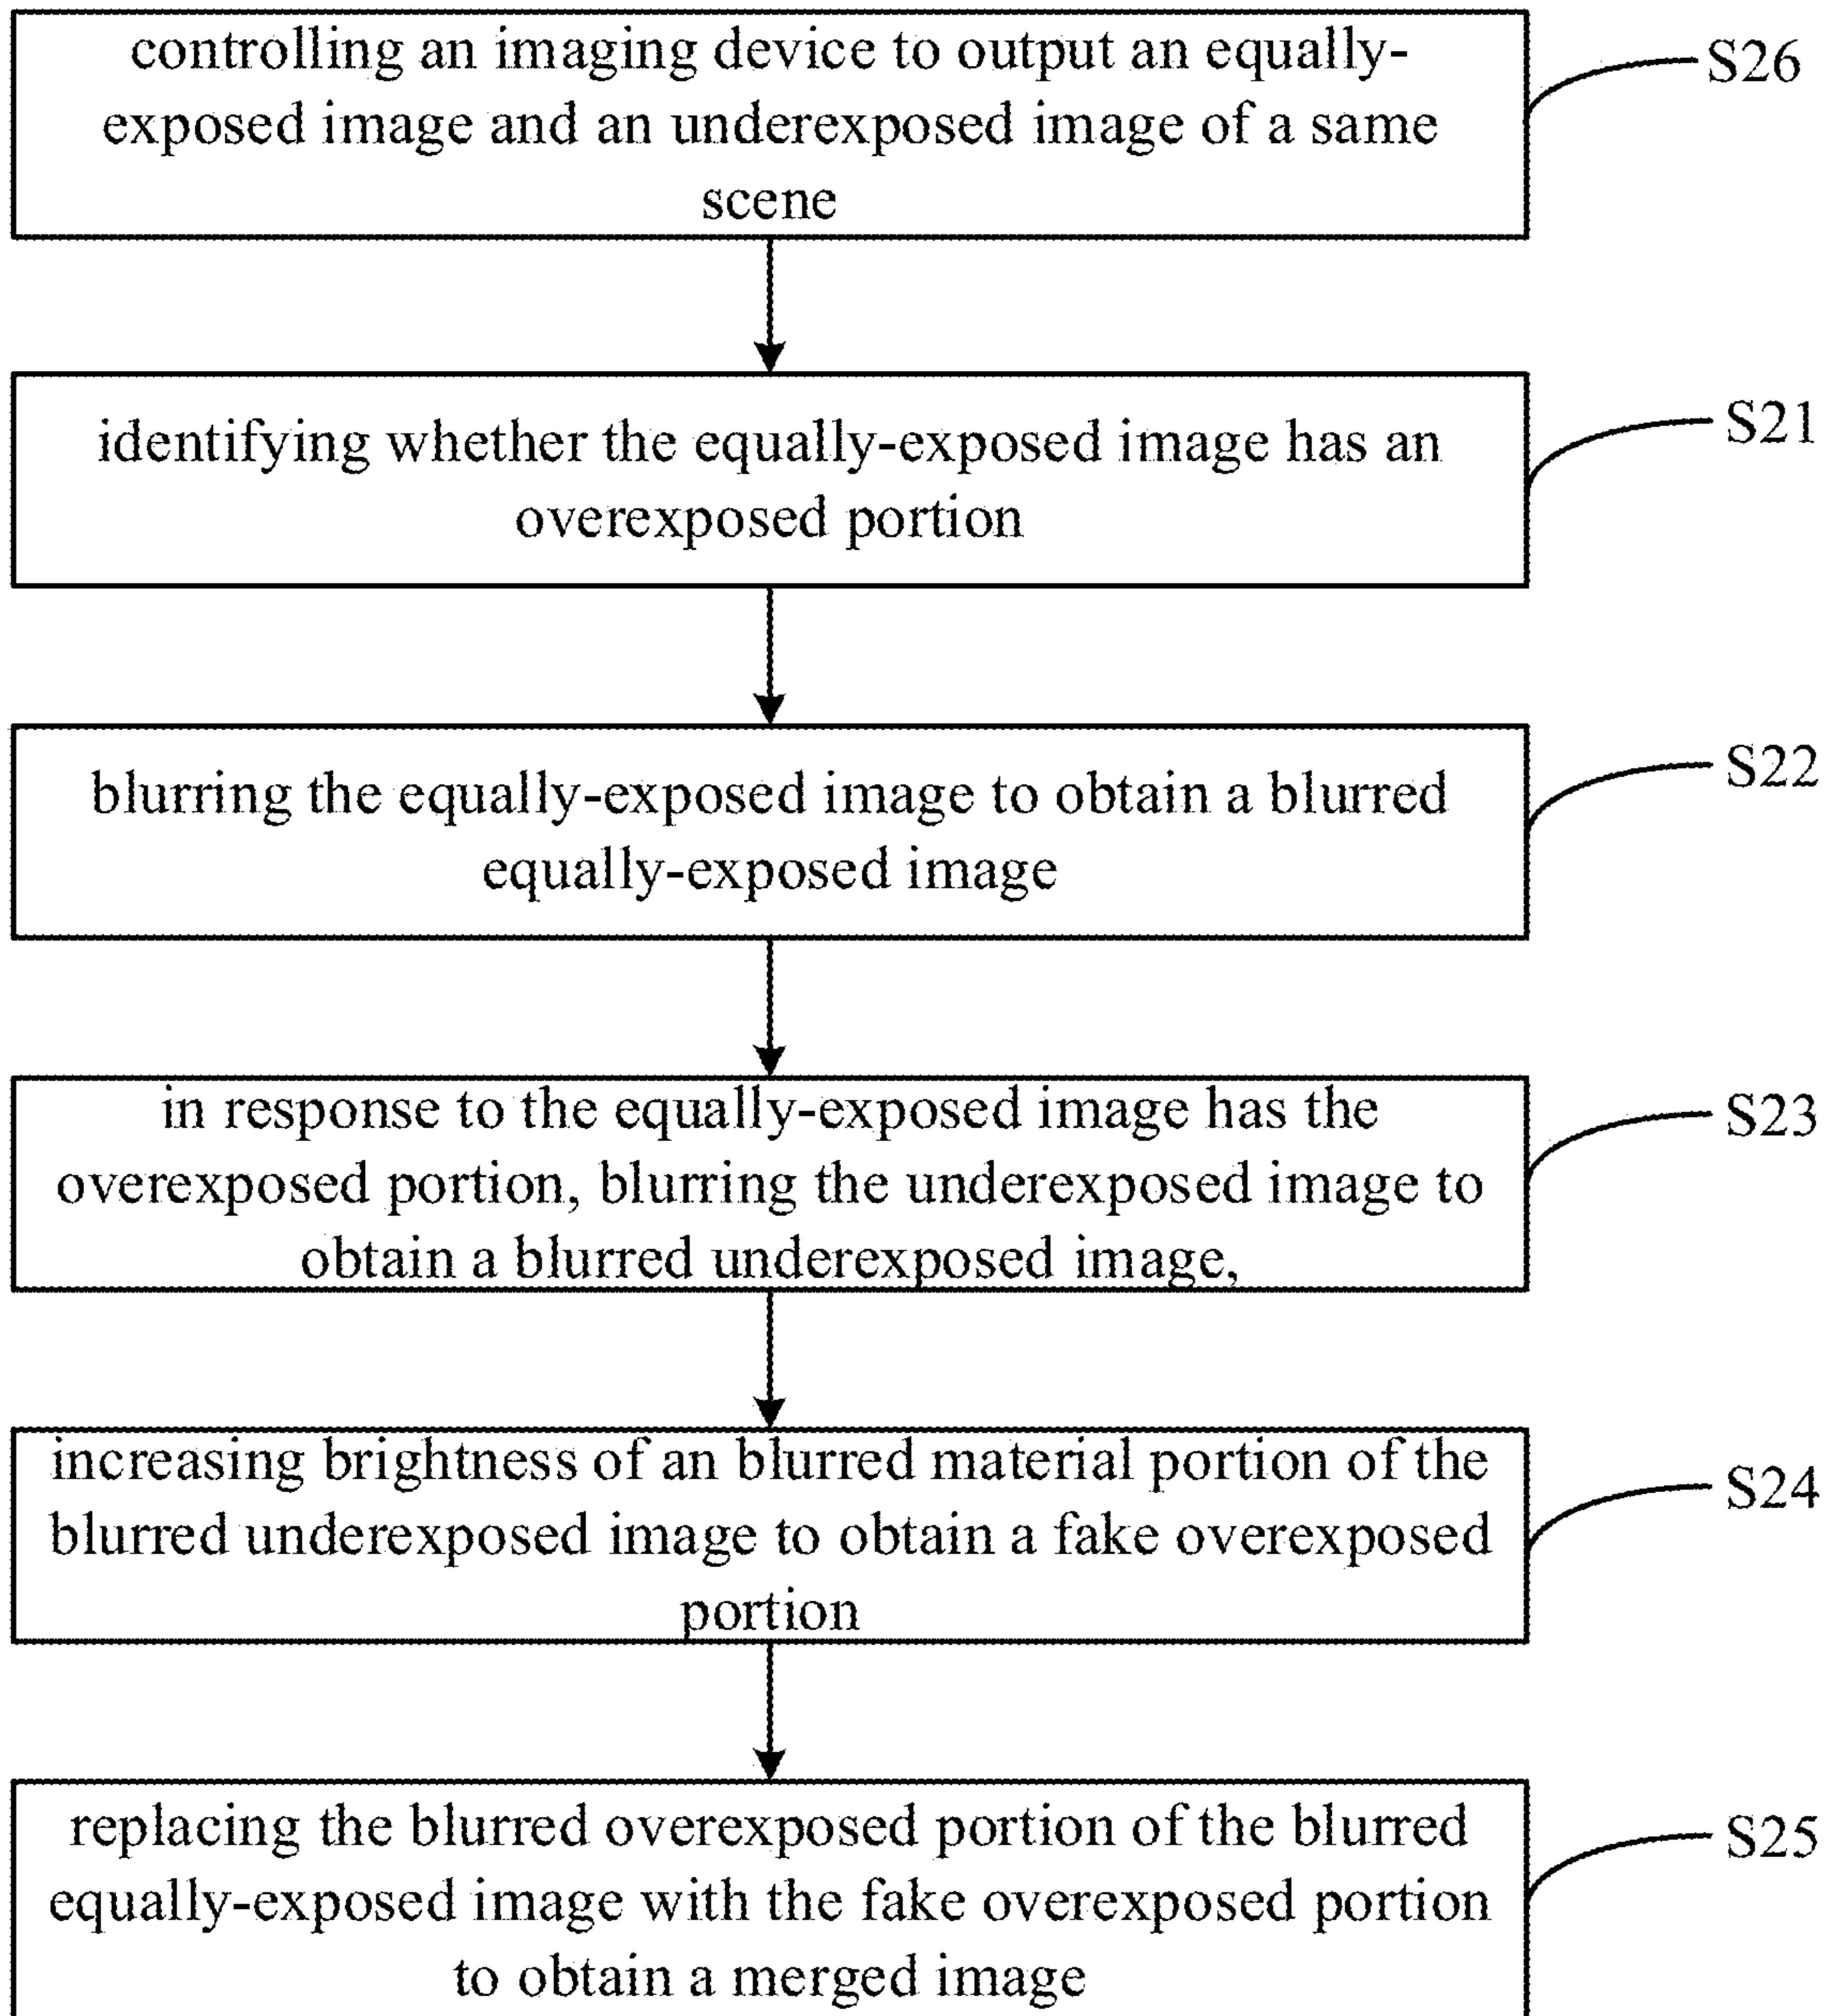 controlling an imaging device to output an equally-
exposed image and an underexposed image of a same
scene
S26
identifying whether the equally-exposed image has an
overexposed portion
S21
blurring the equally-exposed image to obtain a blurred
equally-exposed image
S22
in response to the equally-exposed image has the
overexposed portion, blurring the underexposed image to
obtain a blurred underexposed image,
S23
increasing brightness of an blurred material portion of the
blurred underexposed image to obtain a fake overexposed
portion
S24
replacing the blurred overexposed portion of the blurred
equally-exposed image with the fake overexposed portion
to obtain a merged image
S25